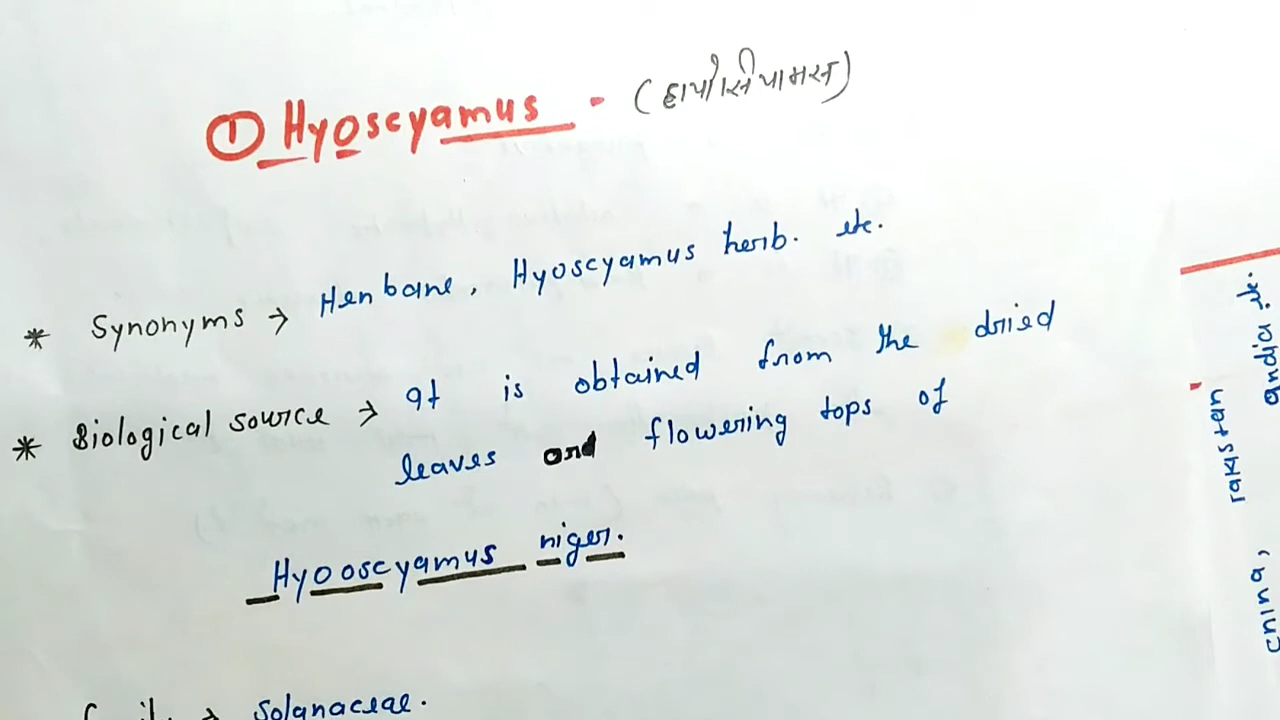 ① Hyoscyamus - (हायोसियामस)
* Synonyms → Henbane, Hyoscyamus herb. etc.
* Biological source → It is obtained from the dried
leaves and flowering tops of
Hyooscyamus niger.
Family → Solanaceae.
China, Pakistan
India etc.